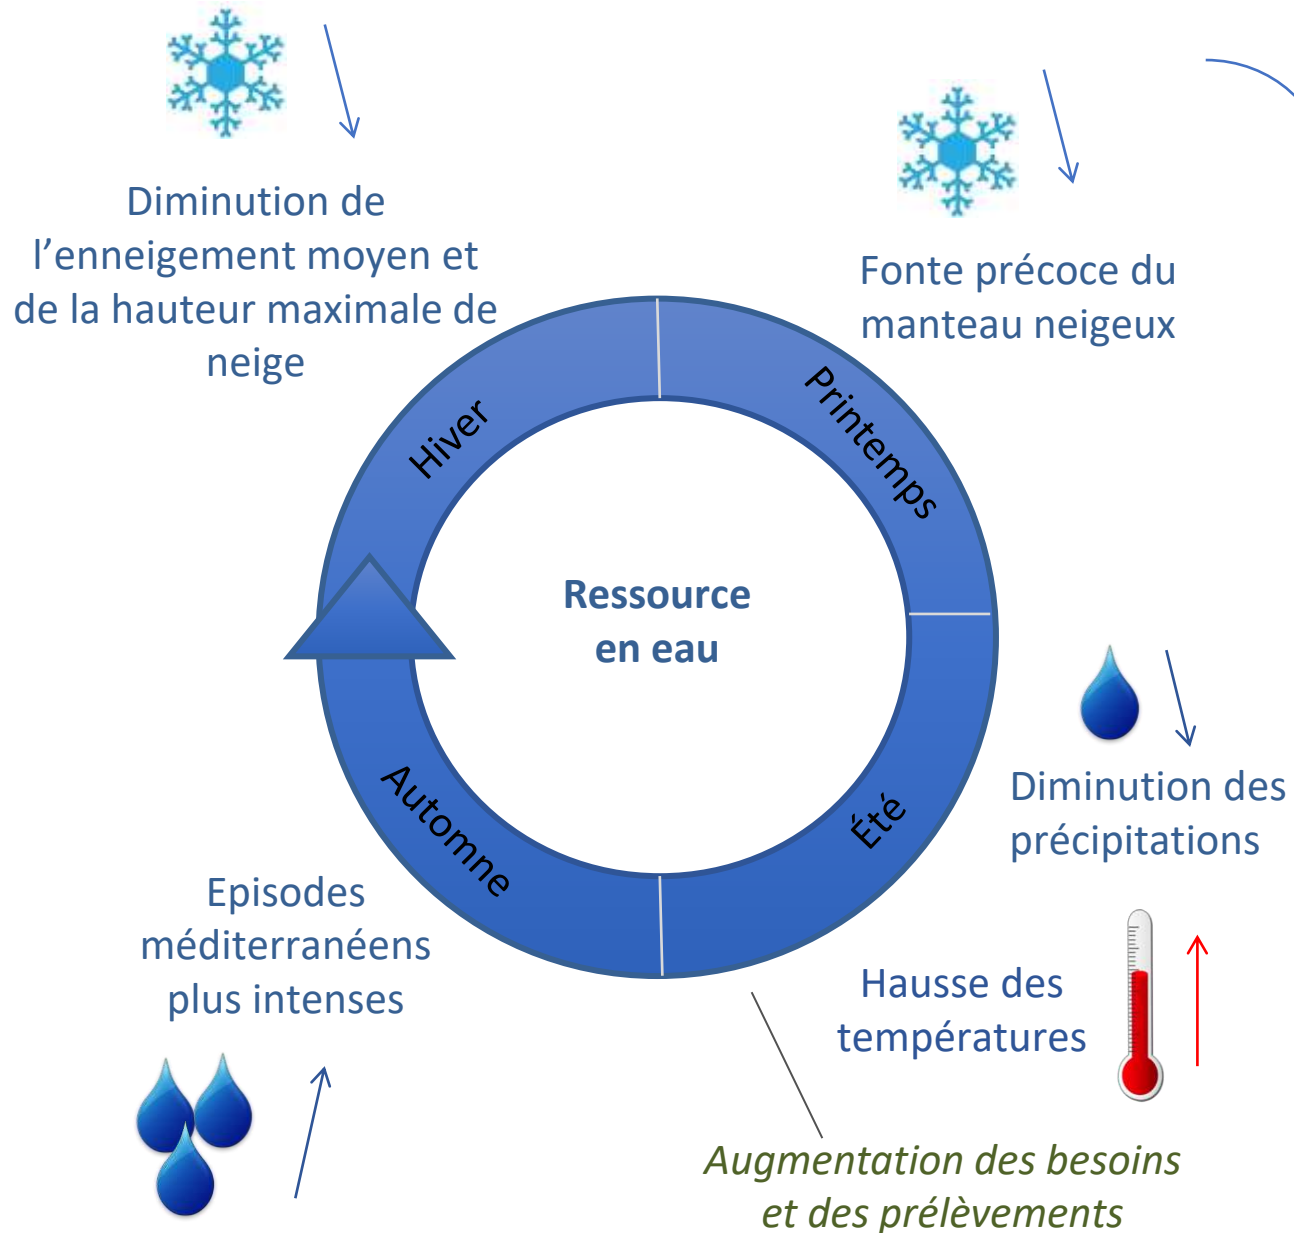 Diminution de
l’enneigement moyen et
de la hauteur maximale de
neige
Fonte précoce du
manteau neigeux
Hiver
Printemps
Ressource
en eau
Automne
Été
Diminution des
précipitations
Episodes
méditerranéens
plus intenses
Hausse des
températures
Augmentation des besoins
et des prélèvements